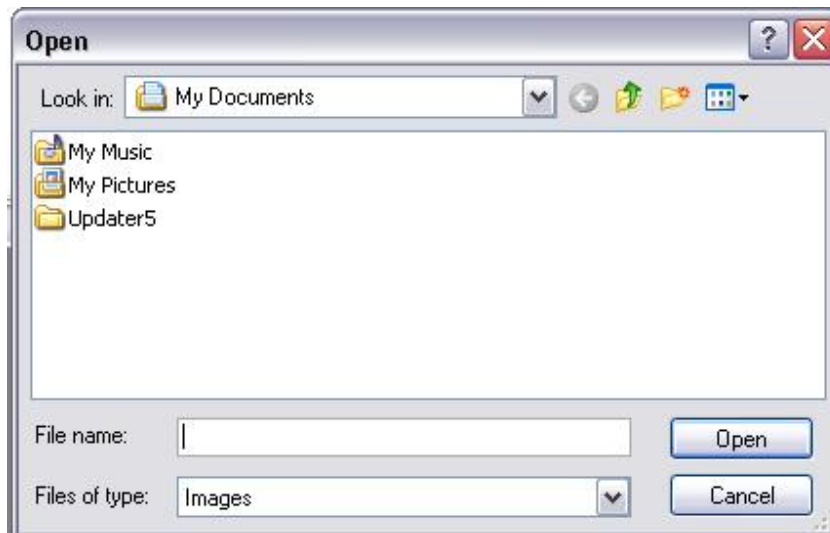 Open
Look in: My Documents
My Music
My Pictures
Updater5
File name: Open
Files of type: Images Cancel